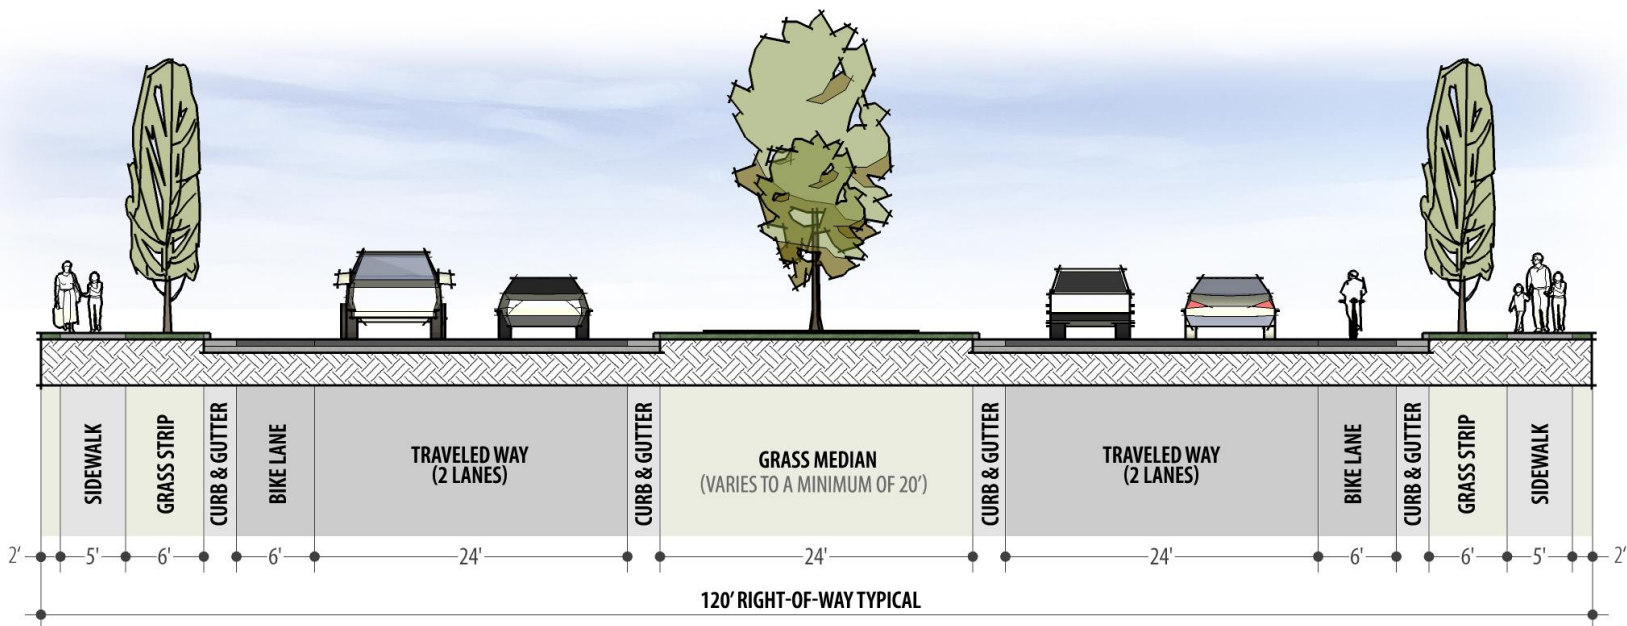 SIDEWALK
GRASS STRIP
CURB & GUTTER
BIKE LANE
TRAVELED WAY
(2 LANES)
CURB & GUTTER
GRASS MEDIAN
(VARIES TO A MINIMUM OF 20')
CURB & GUTTER
TRAVELED WAY
(2 LANES)
BIKE LANE
CURB & GUTTER
GRASS STRIP
SIDEWALK
2' 5' 6' 6' 24' 24' 24' 6' 6' 5' 2'
120' RIGHT-OF-WAY TYPICAL